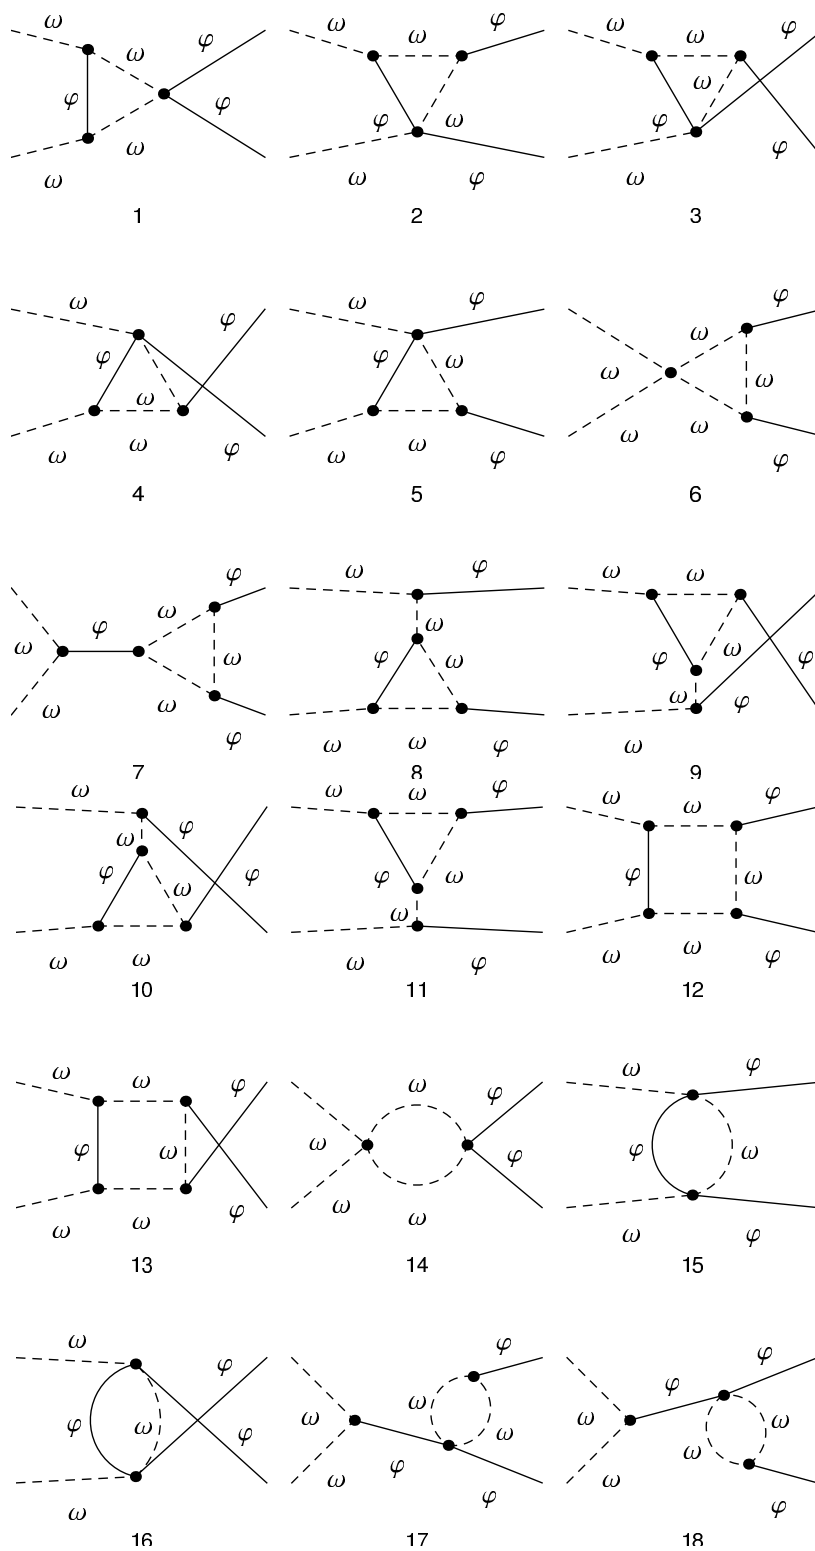 ω φ ω φ φ ω ω
1
φ ω ω φ ω ω φ
2
ω φ ω ω φ φ ω
3
ω φ φ ω ω φ ω
4
φ ω φ ω ω ω φ
5
φ ω ω ω ω ω φ
6
φ ω φ ω ω ω ω φ
7
φ ω ω φ ω ω ω φ
8
ω ω φ ω φ ω φ ω
9
ω φ ω φ φ ω ω ω
10
φ ω ω φ ω ω ω φ
11
φ ω ω φ ω ω ω φ
12
ω ω φ φ ω φ ω ω
13
ω φ ω φ ω ω
14
φ ω φ ω ω φ
15
ω φ φ ω φ ω
16
φ ω ω ω φ ω φ
17
φ φ ω ω ω ω φ
18